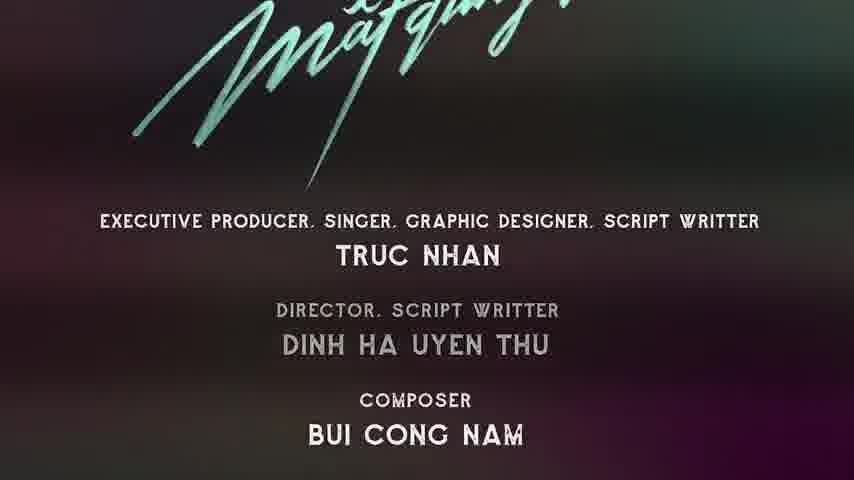 EXECUTIVE PRODUCER. SINGER. GRAPHIC DESIGNER. SCRIPT WRITTER
TRUC NHAN
DIRECTOR. SCRIPT WRITTER
DINH HA UYEN THU
COMPOSER
BUI CONG NAM